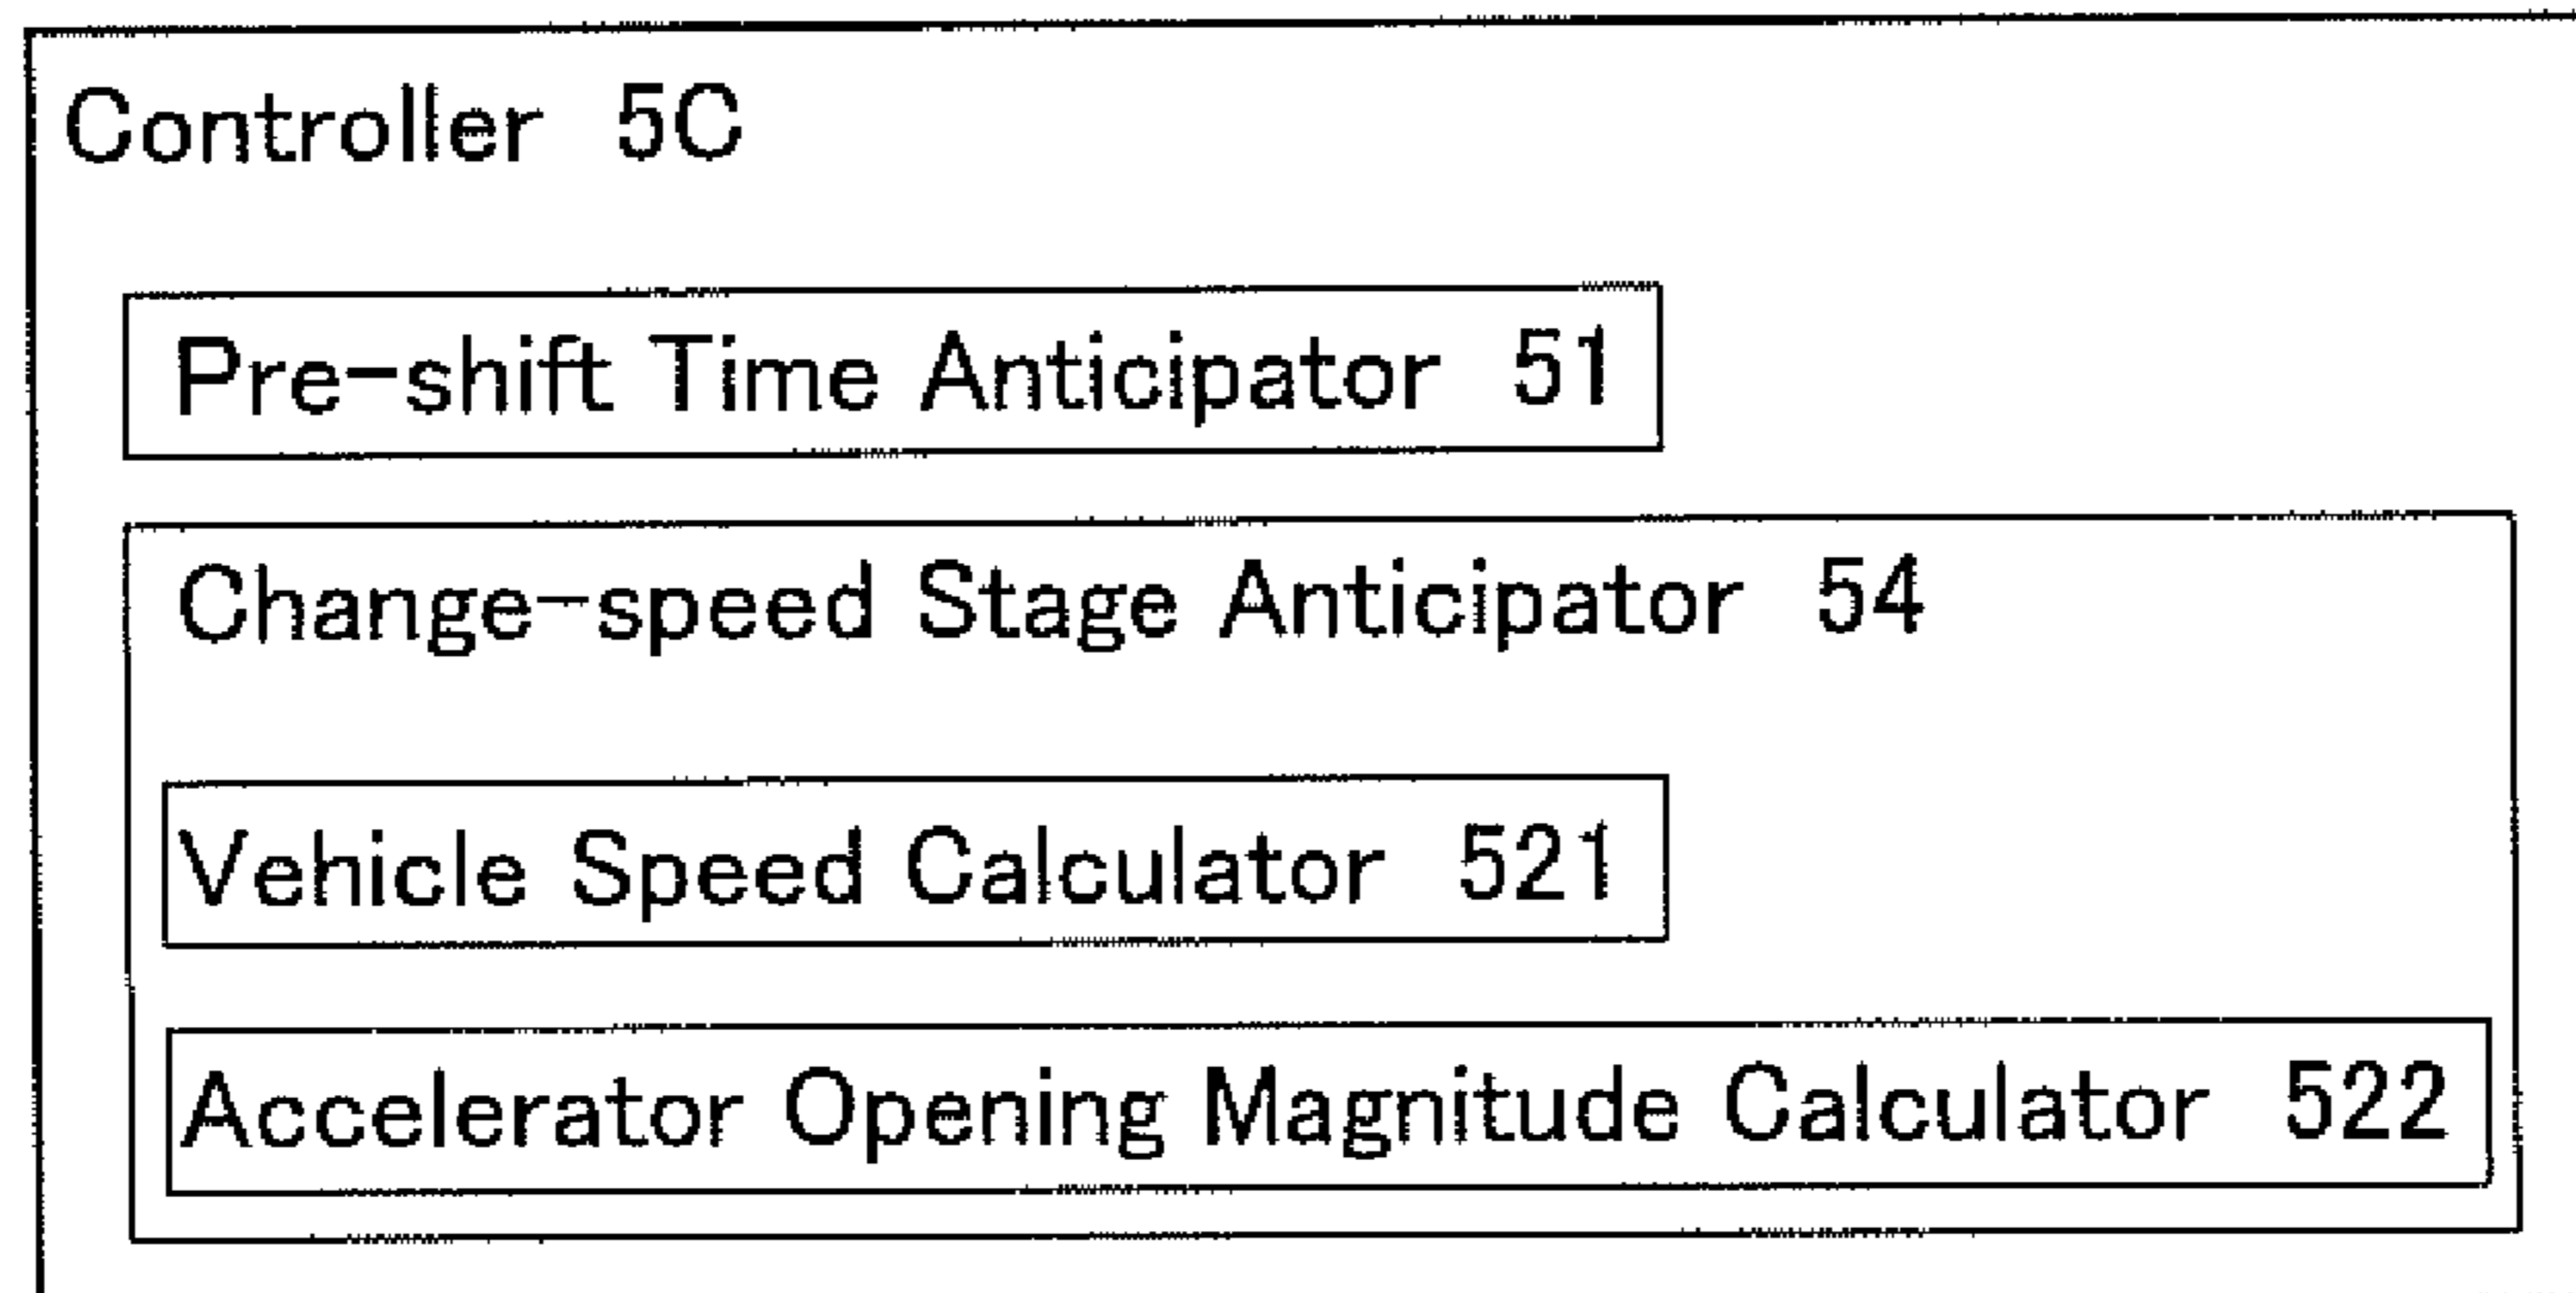 Controller 5C
Pre-shift Time Anticipator 51
Change-speed Stage Anticipator 54
Vehicle Speed Calculator 521
Accelerator Opening Magnitude Calculator 522